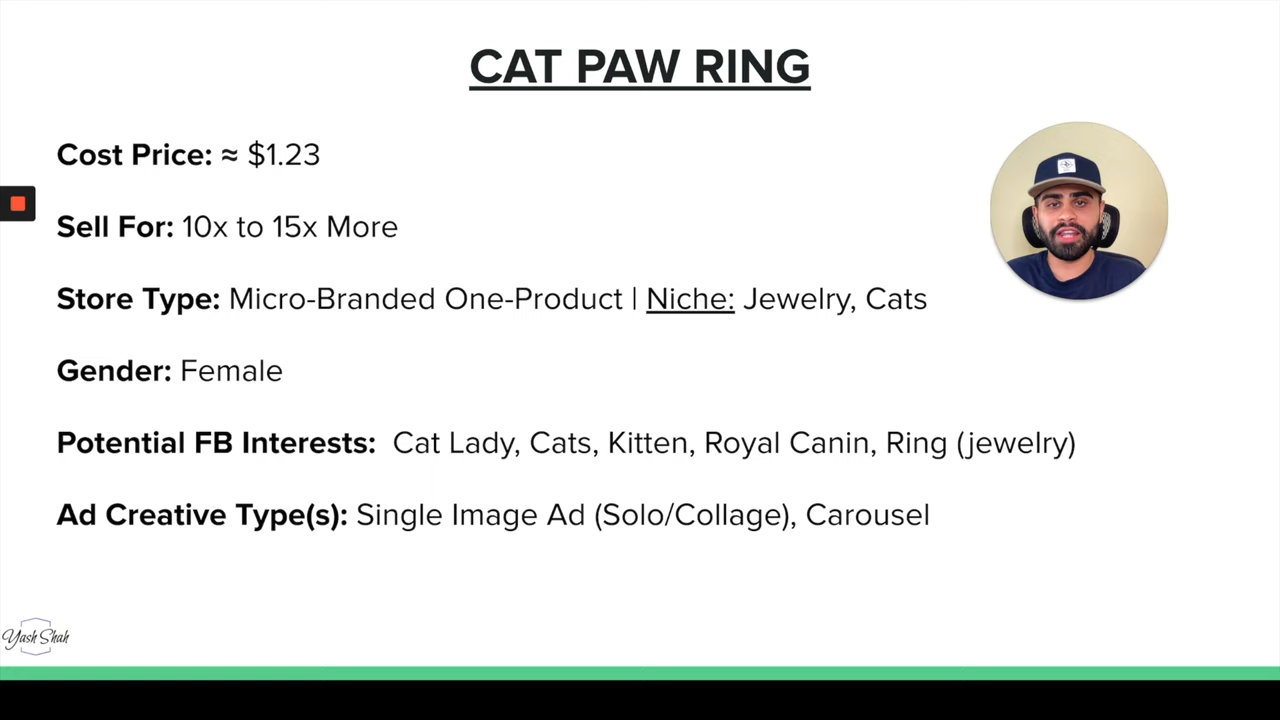 CAT PAW RING
Cost Price: ≈ $1.23
Sell For: 10x to 15x More
Store Type: Micro-Branded One-Product | Niche: Jewelry, Cats
Gender: Female
Potential FB Interests: Cat Lady, Cats, Kitten, Royal Canin, Ring (jewelry)
Ad Creative Type(s): Single Image Ad (Solo/Collage), Carousel
Yash Shah